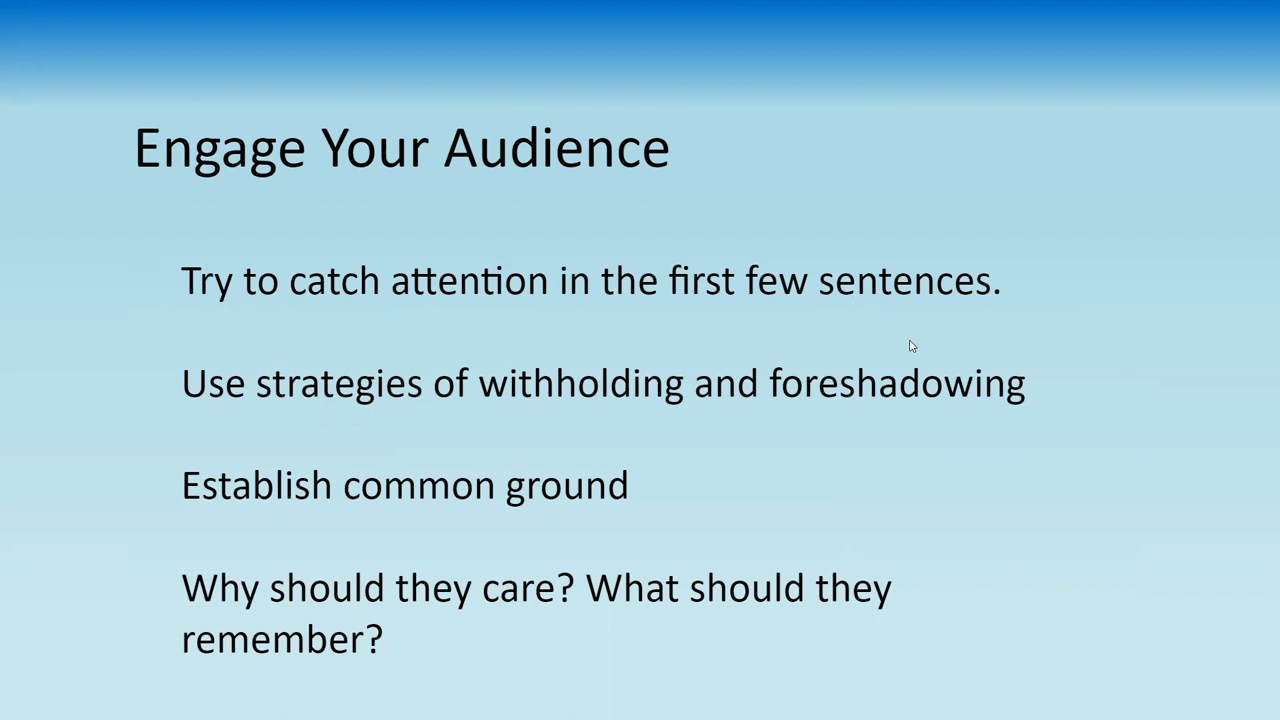 Engage Your Audience
Try to catch attention in the first few sentences.
Use strategies of withholding and foreshadowing
Establish common ground
Why should they care? What should they
remember?